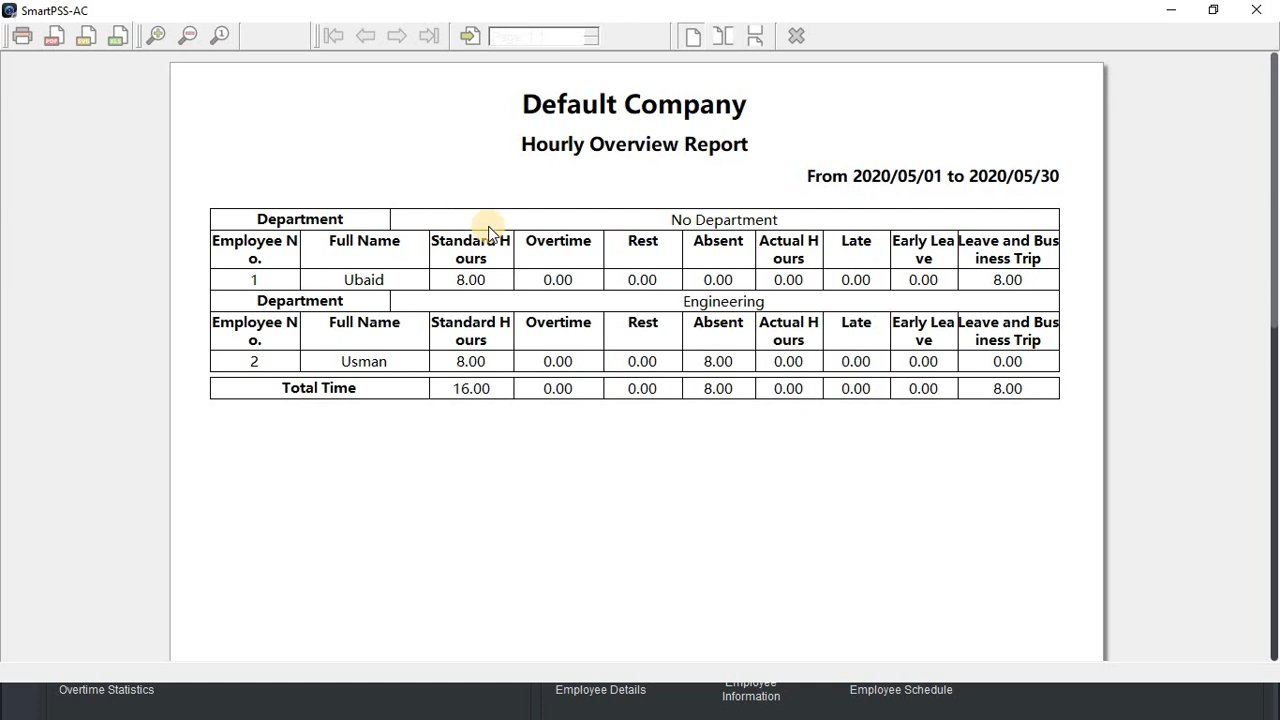 SmartPSS-AC
Default Company
Hourly Overview Report
From 2020/05/01 to 2020/05/30
Department No Department
Employee N Full Name Standard H Overtime Rest Absent Actual H Late Early Lea Leave and Bus
o. ours ours ve iness Trip
1 Ubaid 8.00 0.00 0.00 0.00 0.00 0.00 0.00 8.00
Department Engineering
Employee N Full Name Standard H Overtime Rest Absent Actual H Late Early Lea Leave and Bus
o. ours ours ve iness Trip
2 Usman 8.00 0.00 0.00 8.00 0.00 0.00 0.00 0.00
Total Time 16.00 0.00 0.00 8.00 0.00 0.00 0.00 8.00
Overtime Statistics Employee Details Employee Information Employee Schedule